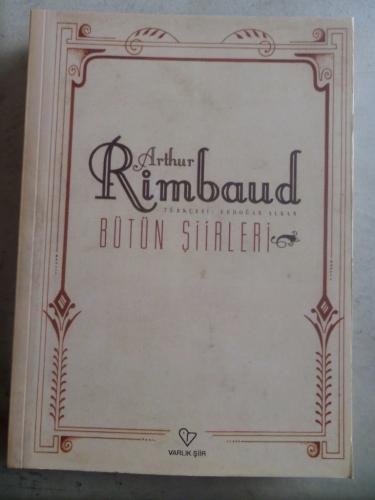 Arthur
Rimbaud
TÜRKÇESİ: ERDOĞAN ALKAN
BÜTÜN ŞİİRLERİ
VARLIK ŞİİR